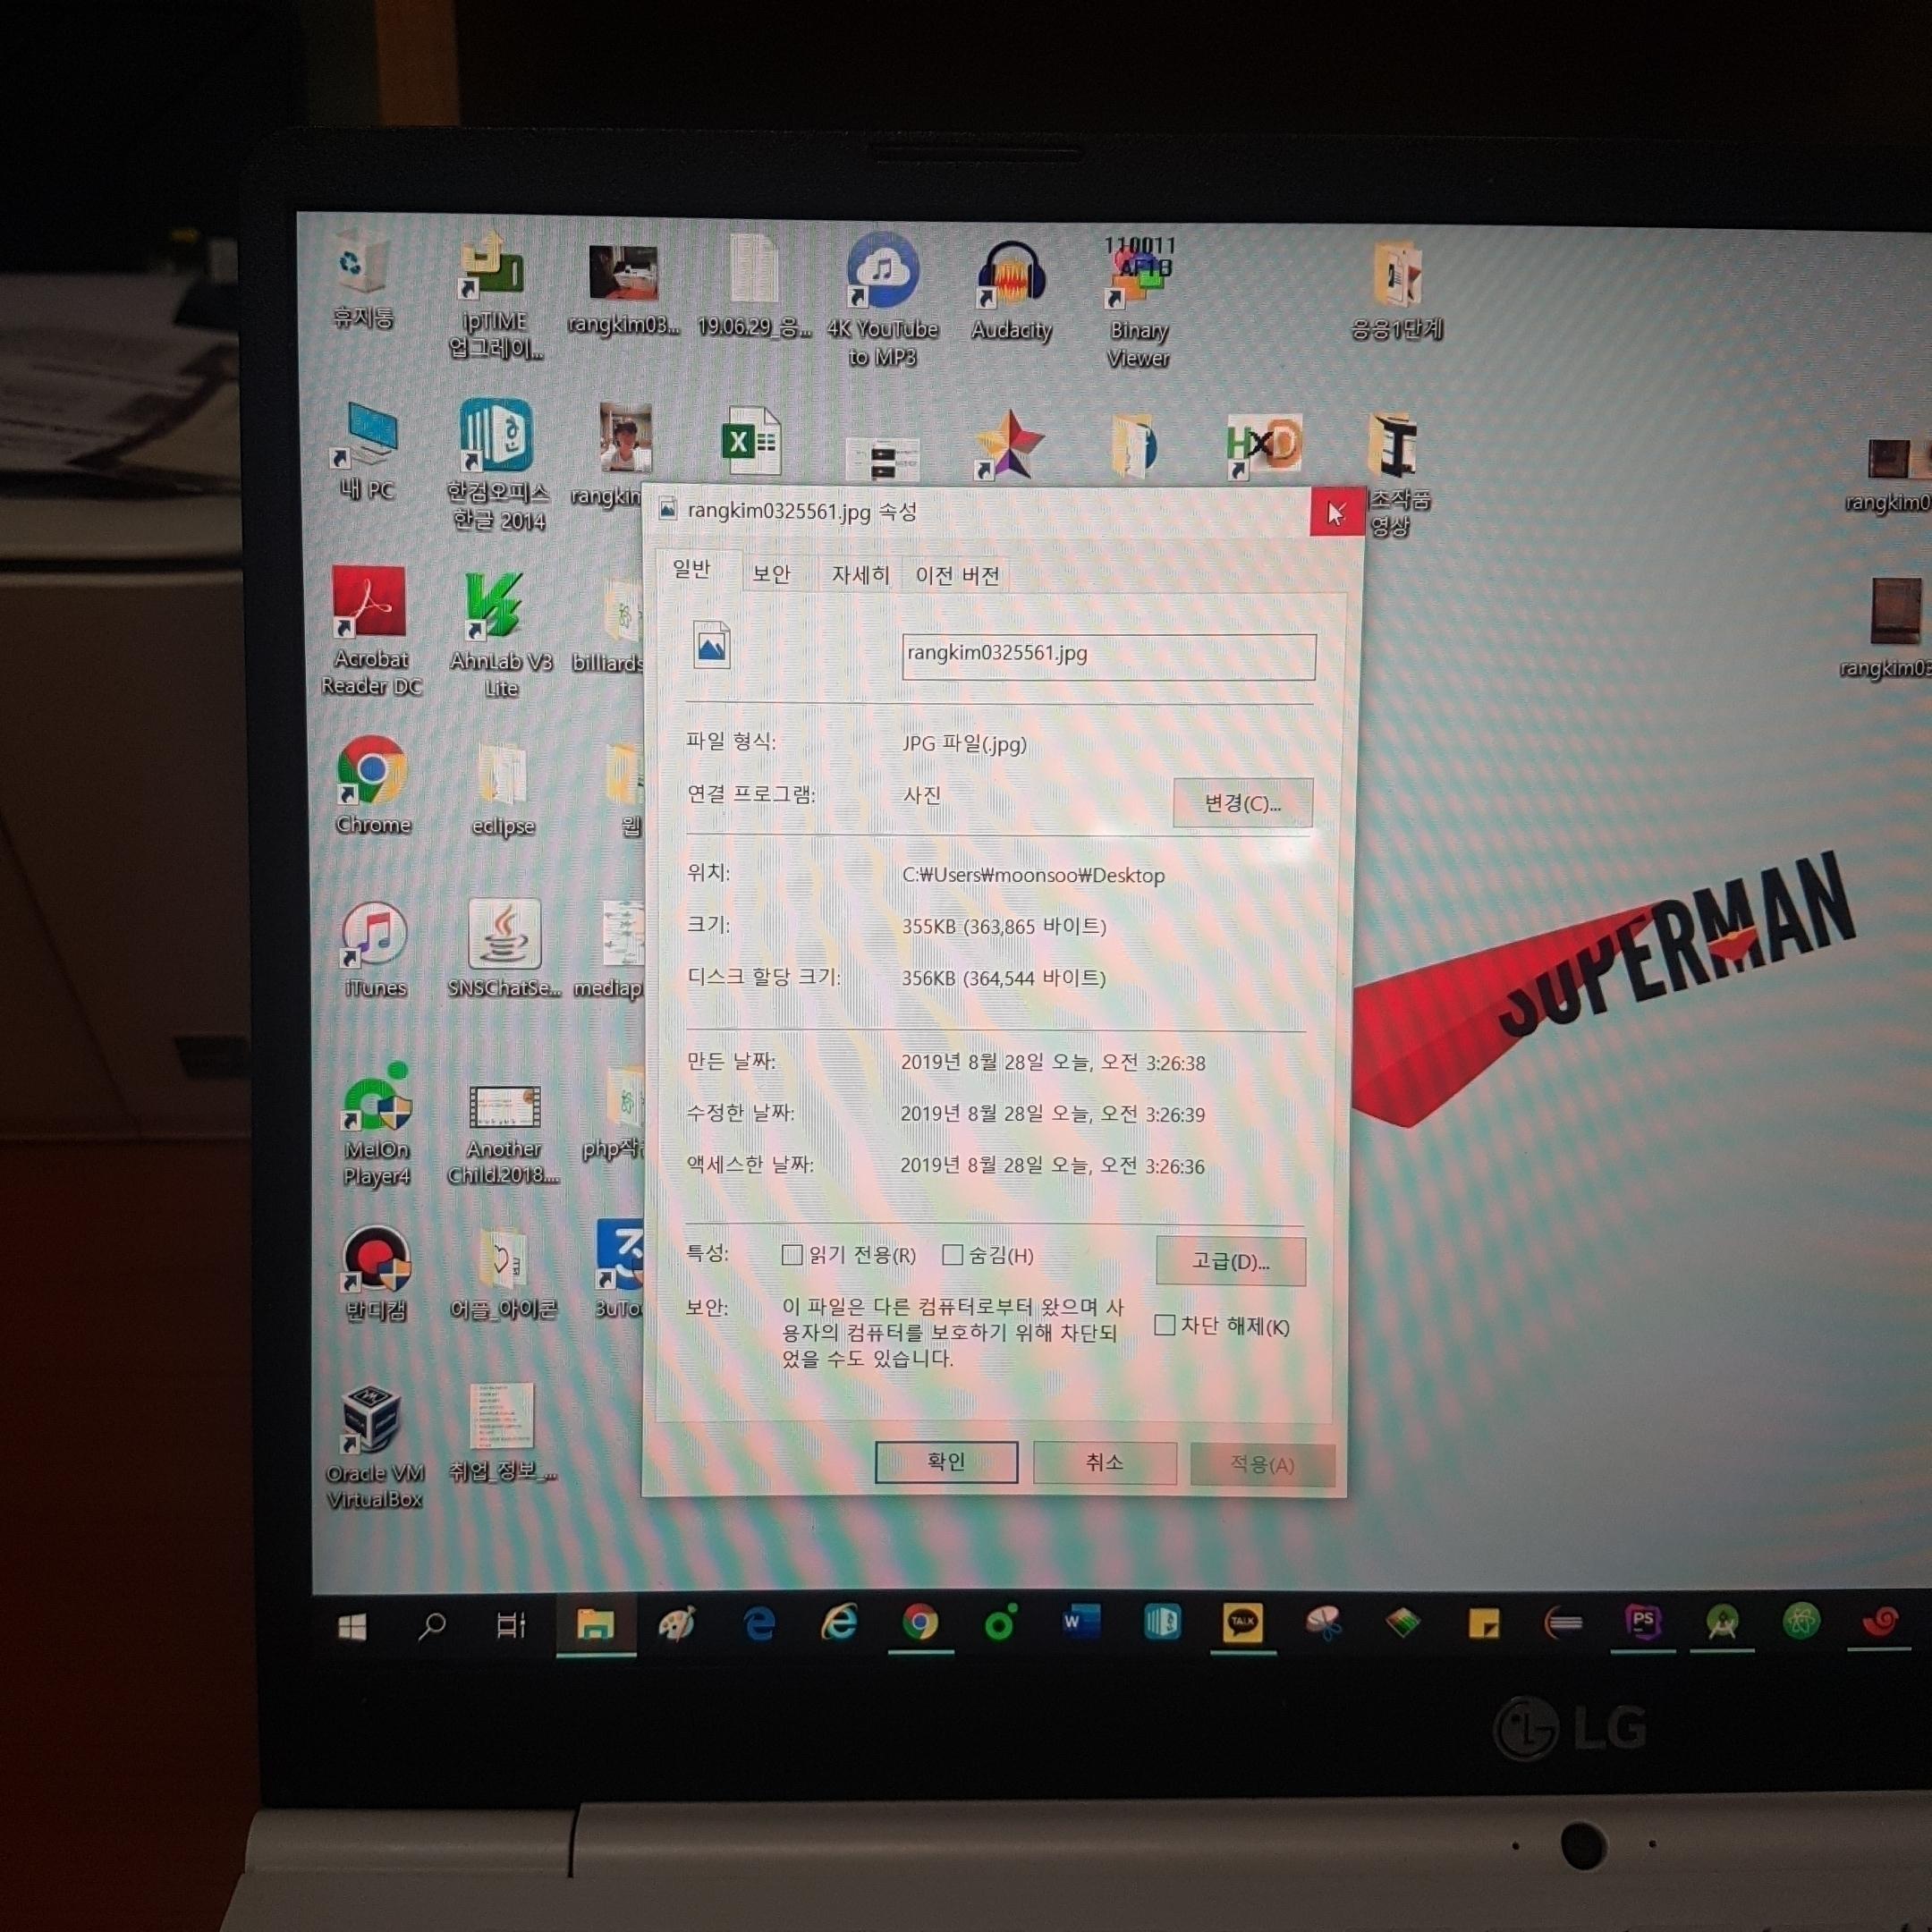 휴지통
ipTIME
업그레이...
rangkim03...
19.06.29_응...
4K YouTube
to MP3
Audacity
110011
AF1B
Binary
Viewer
응용1단계
내 PC
한컴오피스
한글 2014
rangkim
HxD
초작품
영상
rangkim0
Acrobat
Reader DC
AhnLab V3
Lite
billiards
rangkim03
Chrome
eclipse
웹
iTunes
SNSChatSe...
mediap
MelOn
Player4
Another
Child.2018....
php작
반디캠
어플_아이콘
3uToo
Oracle VM
VirtualBox
취업_정보_...
rangkim0325561.jpg 속성
일반
보안
자세히
이전 버전
rangkim0325561.jpg
파일 형식:
JPG 파일(.jpg)
연결 프로그램:
사진
변경(C)...
위치:
C:₩Users₩moonsoo₩Desktop
크기:
355KB (363,865 바이트)
디스크 할당 크기:
356KB (364,544 바이트)
만든 날짜:
2019년 8월 28일 오늘, 오전 3:26:38
수정한 날짜:
2019년 8월 28일 오늘, 오전 3:26:39
액세스한 날짜:
2019년 8월 28일 오늘, 오전 3:26:36
특성:
읽기 전용(R)
숨김(H)
고급(D)...
보안:
이 파일은 다른 컴퓨터로부터 왔으며 사
용자의 컴퓨터를 보호하기 위해 차단되
었을 수도 있습니다.
차단 해제(K)
확인
취소
적용(A)
SUPERMAN
TALK
PS
LG